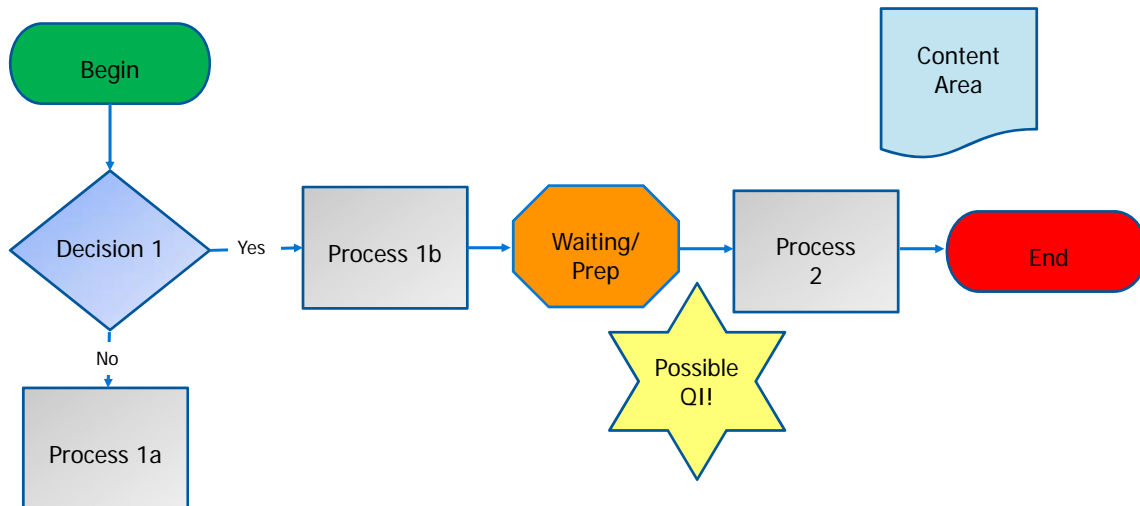 Begin
Content
Area
Decision 1
Yes
Process 1b
Waiting/
Prep
Process
2
End
No
Possible
QI!
Process 1a